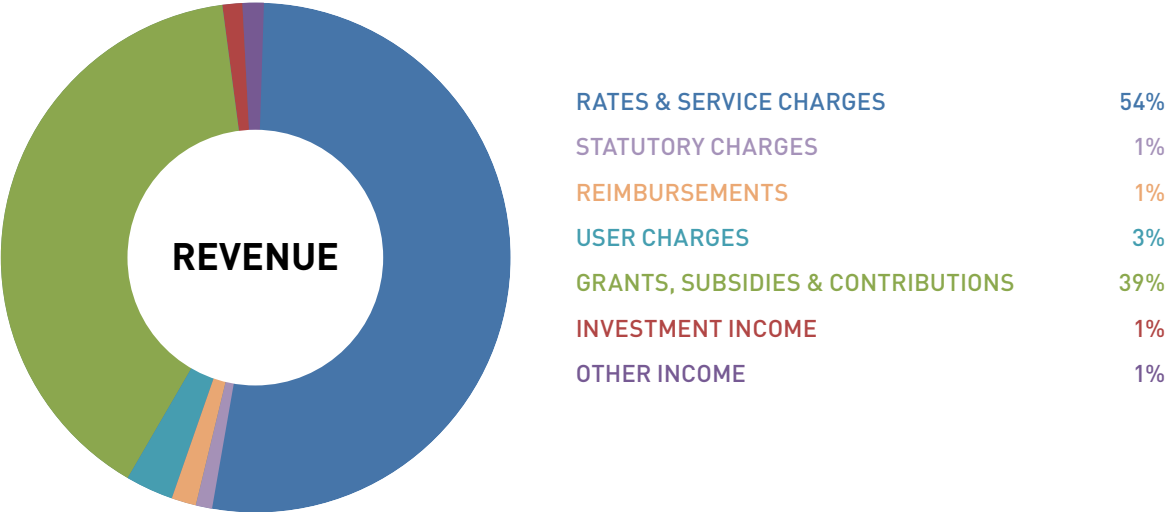 REVENUE
RATES & SERVICE CHARGES 54%
STATUTORY CHARGES 1%
REIMBURSEMENTS 1%
USER CHARGES 3%
GRANTS, SUBSIDIES & CONTRIBUTIONS 39%
INVESTMENT INCOME 1%
OTHER INCOME 1%